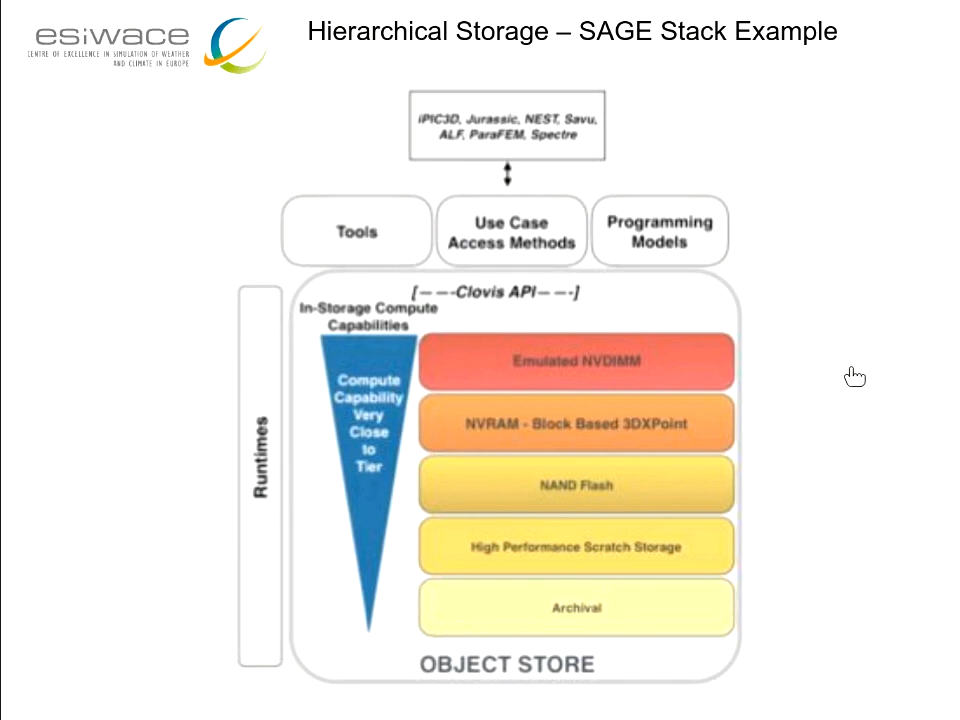 esiwace
CENTRE OF EXCELLENCE IN SIMULATION OF WEATHER
AND CLIMATE IN EUROPE
Hierarchical Storage – SAGE Stack Example
iPIC3D, Jurassic, NEST, Savu,
ALF, ParaFEM, Spectre
Tools
Use Case
Access Methods
Programming
Models
[— —-Clovis API— —-]
In-Storage Compute
Capabilities
Compute
Capability
Very
Close
to
Tier
Emulated NVDIMM
NVRAM - Block Based 3DXPoint
NAND Flash
High Performance Scratch Storage
Archival
Runtimes
OBJECT STORE